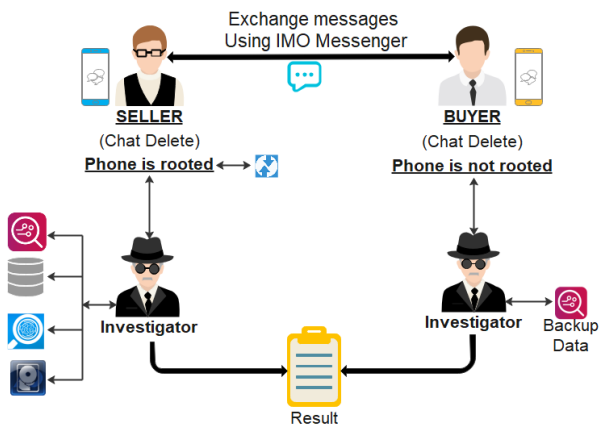 Exchange messages
Using IMO Messenger
SELLER
(Chat Delete)
Phone is rooted
BUYER
(Chat Delete)
Phone is not rooted
Investigator
Investigator
Backup
Data
Result